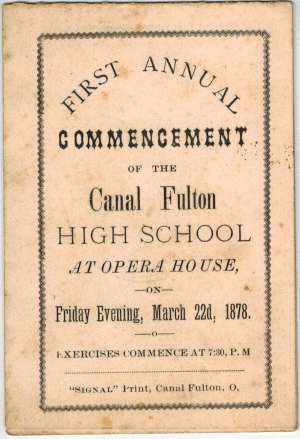 FIRST ANNUAL
COMMENCEMENT
OF THE
Canal Fulton
HIGH SCHOOL
AT OPERA HOUSE,
—ON—
Friday Evening, March 22d, 1878.
—o—
EXERCISES COMMENCE AT 7:30, P. M
"SIGNAL" Print, Canal Fulton, O,